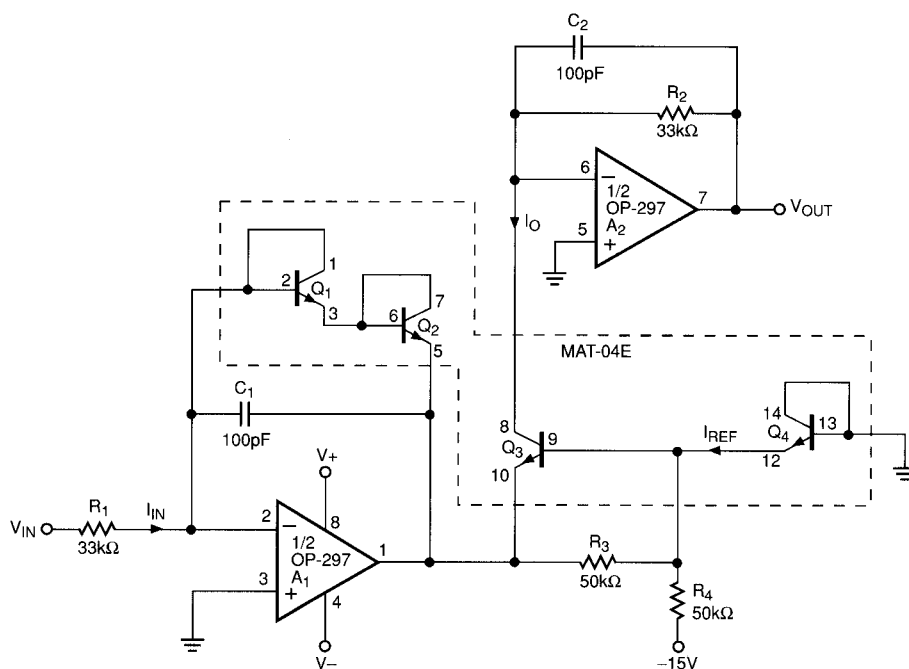 C2
100pF
R2
33kΩ
6
−
1/2
OP-297
A2
7
VOUT
5
+
IO
1
2
Q1
3
7
6
Q2
5
MAT-04E
C1
100pF
8
9
Q3
10
IREF
14
13
Q4
12
V+
VIN
R1
33kΩ
IIN
2
−
8
1/2
OP-297
A1
1
3
+
4
V−
R3
50kΩ
R4
50kΩ
−15V